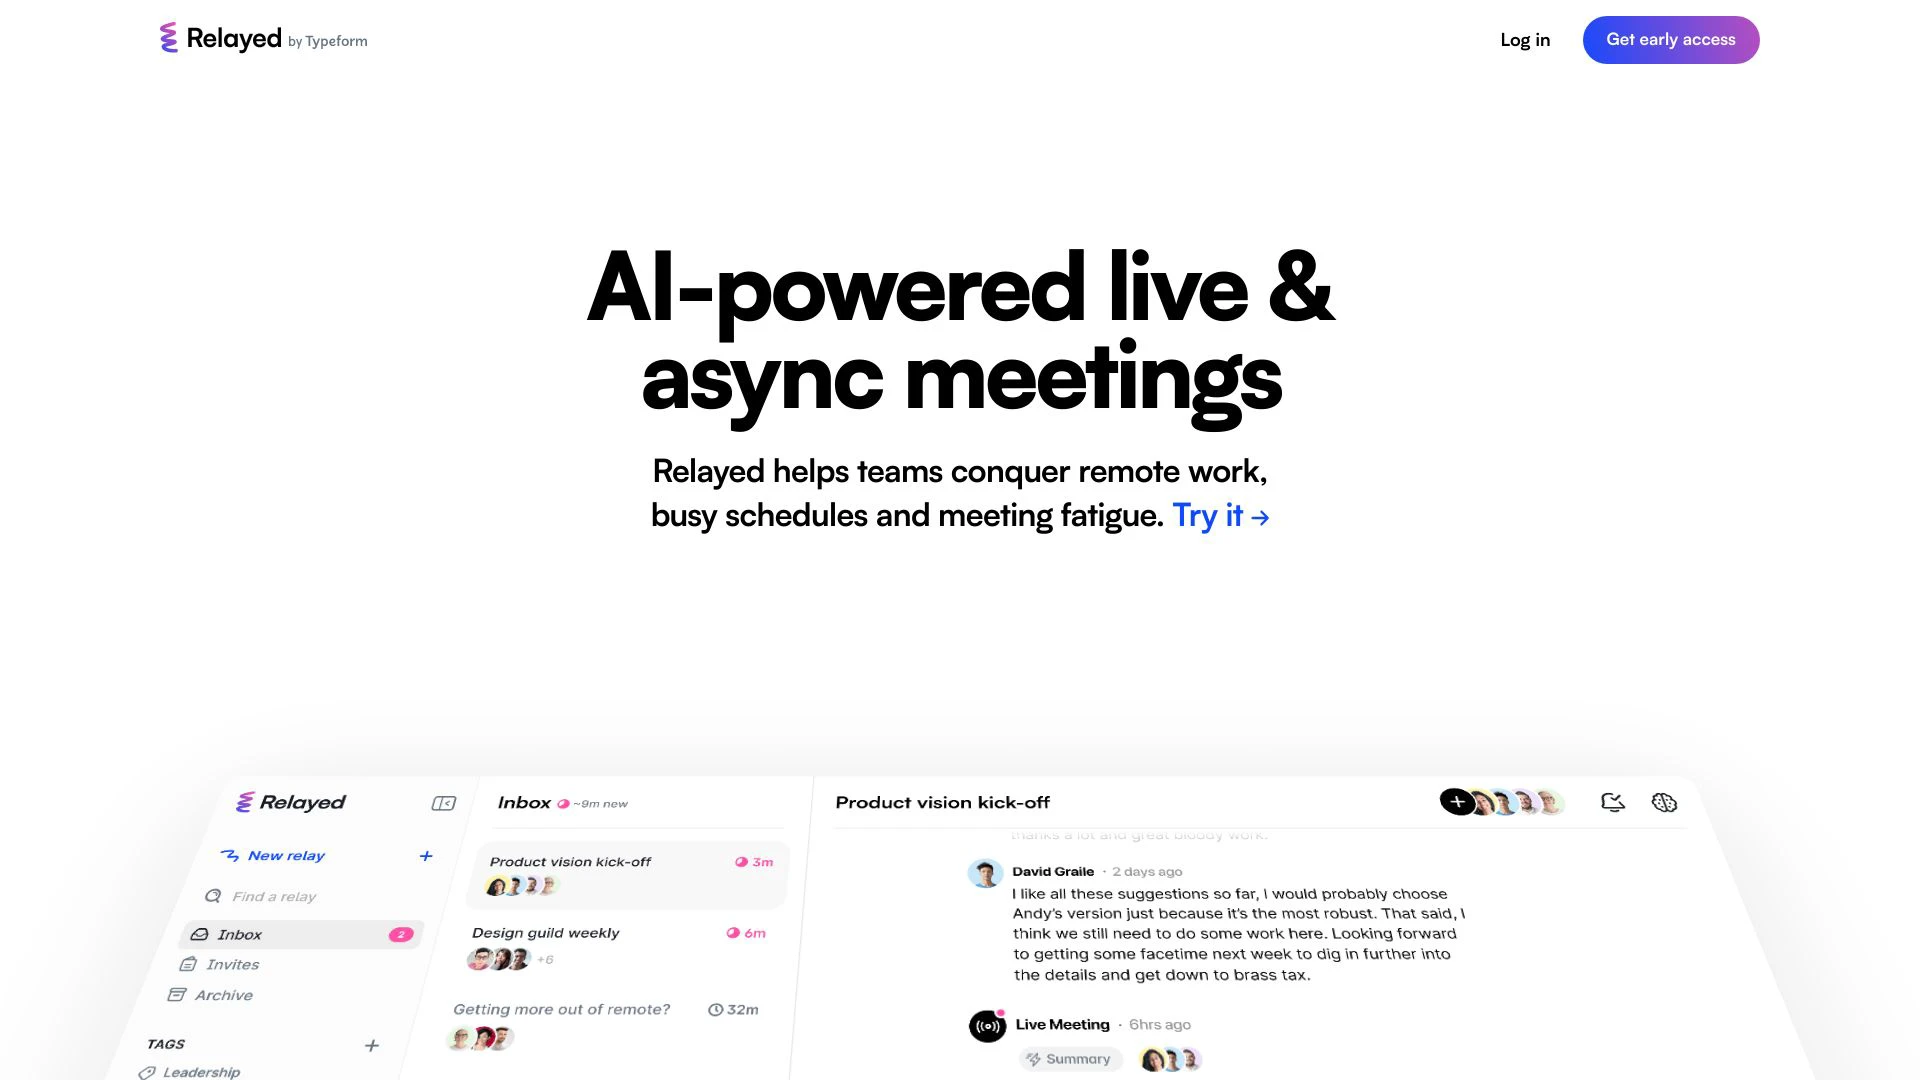 Relayed by Typeform
Log in
Get early access
AI-powered live &
async meetings
Relayed helps teams conquer remote work,
busy schedules and meeting fatigue. Try it →
Relayed
New relay +
Find a relay
Inbox 2
Invites
Archive
TAGS +
Leadership
Inbox ~9m new
Product vision kick-off 3m
Design guild weekly 6m
+6
Getting more out of remote? 32m
Product vision kick-off
+
thanks a lot and great bloody work.
David Graile · 2 days ago
I like all these suggestions so far, I would probably choose
Andy's version just because it's the most robust. That said, I
think we still need to do some work here. Looking forward
to getting some facetime next week to dig in further into
the details and get down to brass tax.
Live Meeting · 6hrs ago
Summary